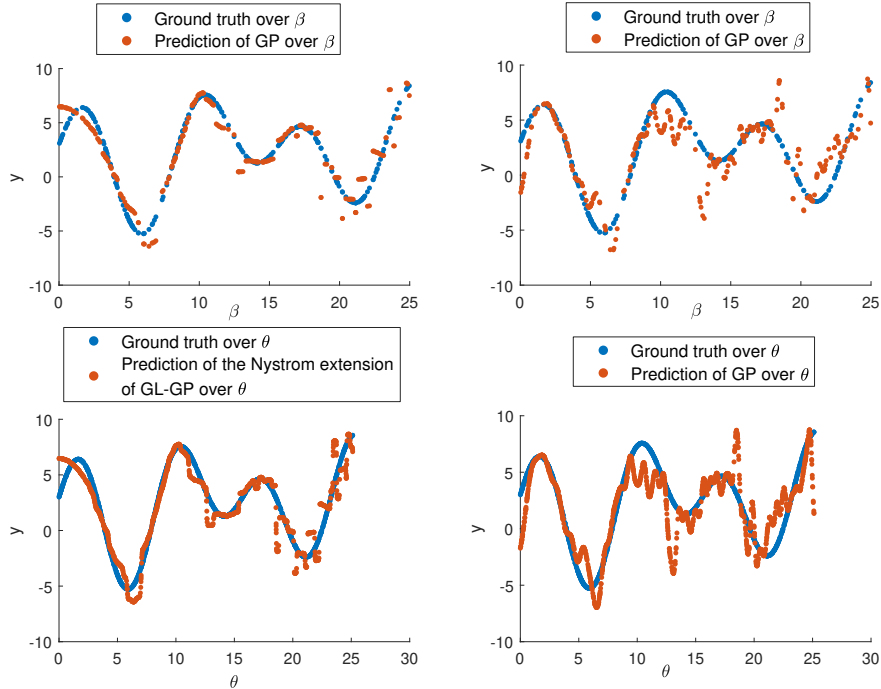 Ground truth over β
Prediction of GP over β
10
5
0
-5
-10
y
0
5
10
15
20
25
β
Ground truth over β
Prediction of GP over β
10
5
0
-5
-10
y
0
5
10
15
20
25
β
Ground truth over θ
Prediction of the Nystrom extension
of GL-GP over θ
10
5
0
-5
-10
y
0
5
10
15
20
25
30
θ
Ground truth over θ
Prediction of GP over θ
10
5
0
-5
-10
y
0
5
10
15
20
25
30
θ